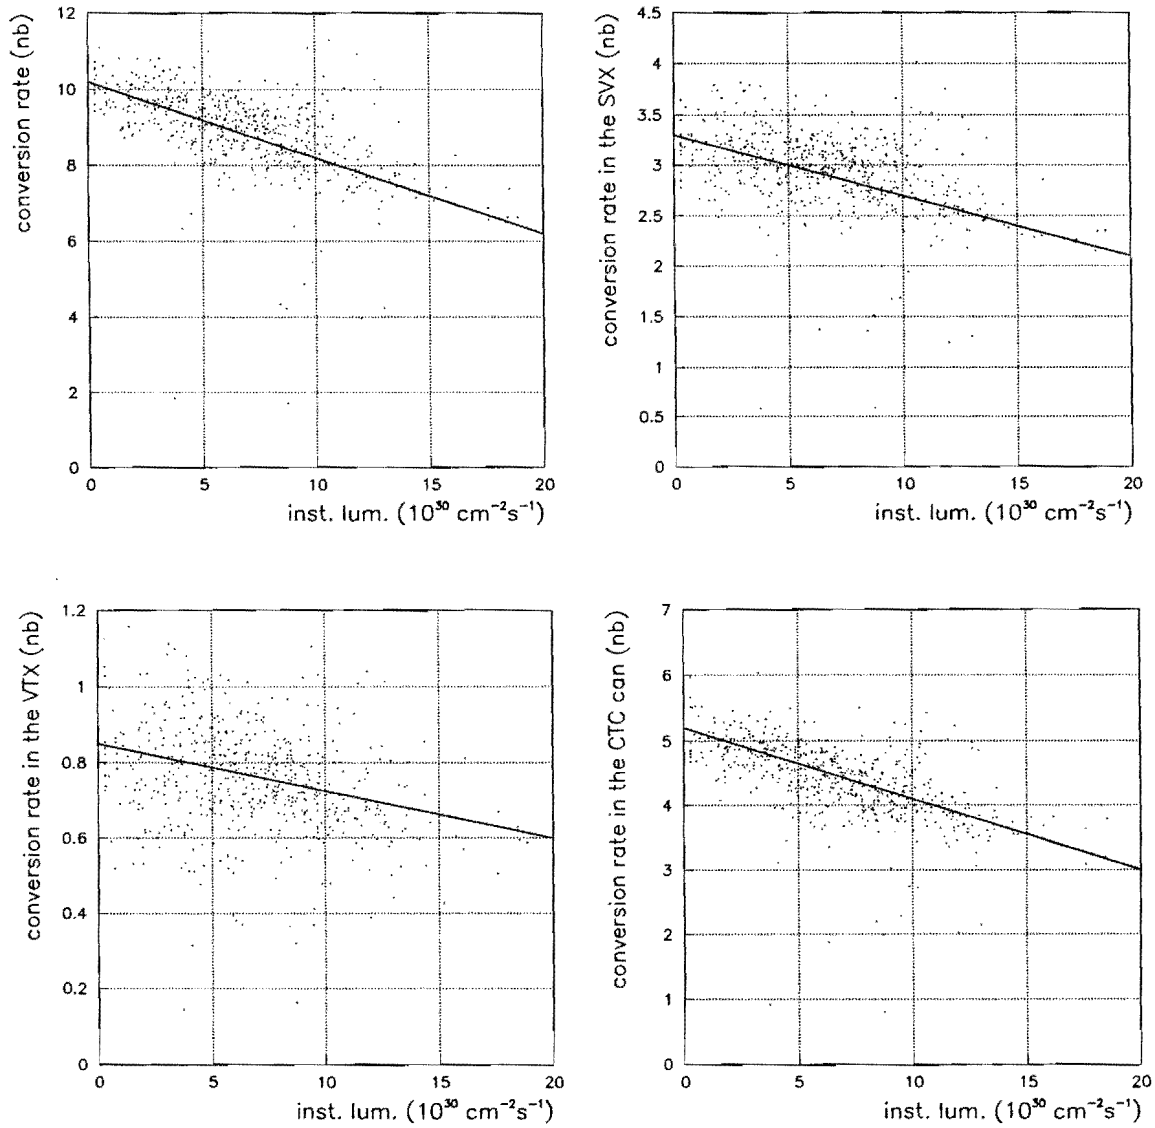 conversion rate (nb)
12
10
8
6
4
2
0
0 5 10 15 20
inst. lum. (10³⁰ cm⁻²s⁻¹)
conversion rate in the SVX (nb)
4.5
4
3.5
3
2.5
2
1.5
1
0.5
0
0 5 10 15 20
inst. lum. (10³⁰ cm⁻²s⁻¹)
conversion rate in the VTX (nb)
1.2
1
0.8
0.6
0.4
0.2
0
0 5 10 15 20
inst. lum. (10³⁰ cm⁻²s⁻¹)
conversion rate in the CTC can (nb)
7
6
5
4
3
2
1
0
0 5 10 15 20
inst. lum. (10³⁰ cm⁻²s⁻¹)